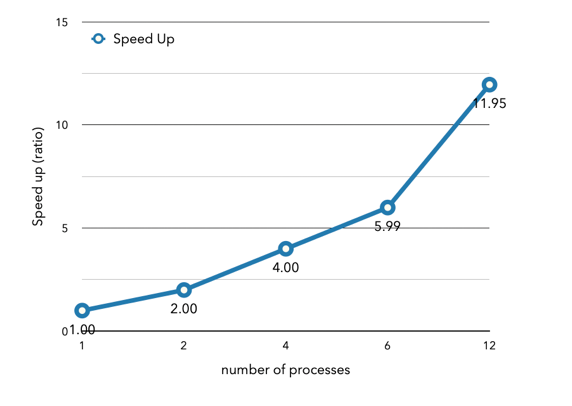 15
Speed Up
10
5
0
Speed up (ratio)
1.00
2.00
4.00
5.99
11.95
1 2 4 6 12
number of processes